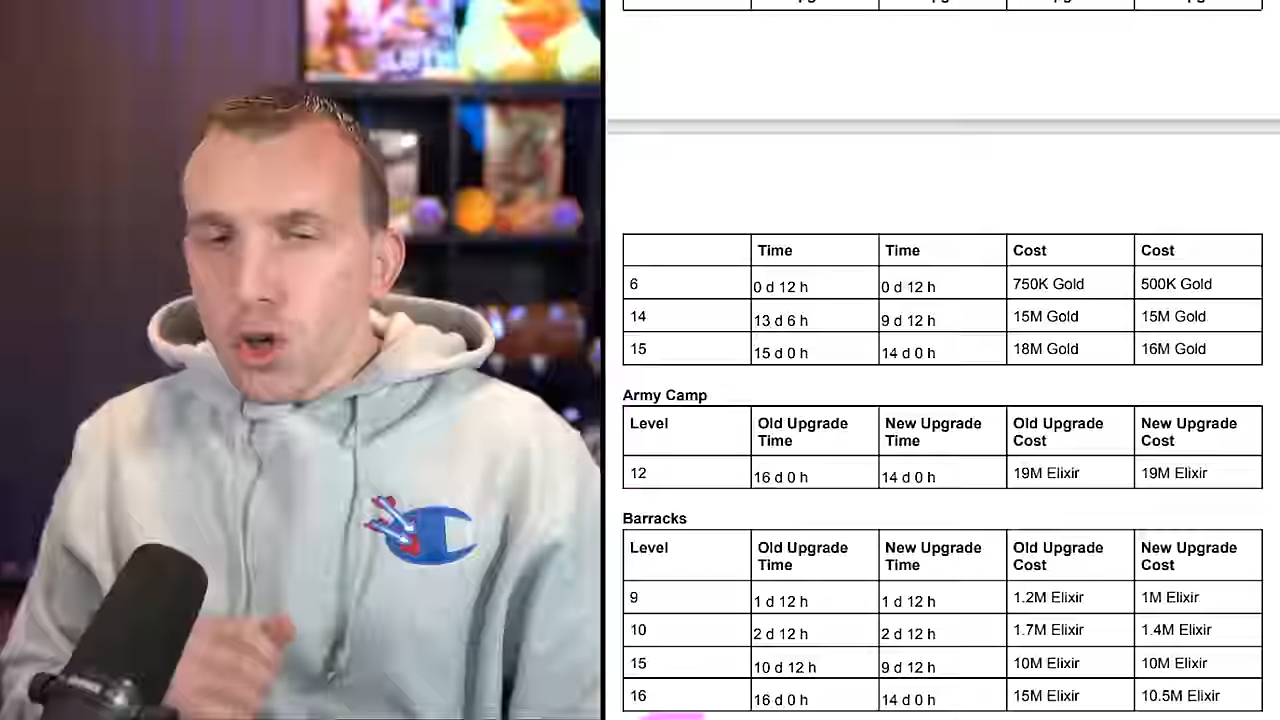 Time Time Cost Cost
6 0 d 12 h 0 d 12 h 750K Gold 500K Gold
14 13 d 6 h 9 d 12 h 15M Gold 15M Gold
15 15 d 0 h 14 d 0 h 18M Gold 16M Gold
Army Camp
Level Old Upgrade Time New Upgrade Time Old Upgrade Cost New Upgrade Cost
12 16 d 0 h 14 d 0 h 19M Elixir 19M Elixir
Barracks
Level Old Upgrade Time New Upgrade Time Old Upgrade Cost New Upgrade Cost
9 1 d 12 h 1 d 12 h 1.2M Elixir 1M Elixir
10 2 d 12 h 2 d 12 h 1.7M Elixir 1.4M Elixir
15 10 d 12 h 9 d 12 h 10M Elixir 10M Elixir
16 16 d 0 h 14 d 0 h 15M Elixir 10.5M Elixir